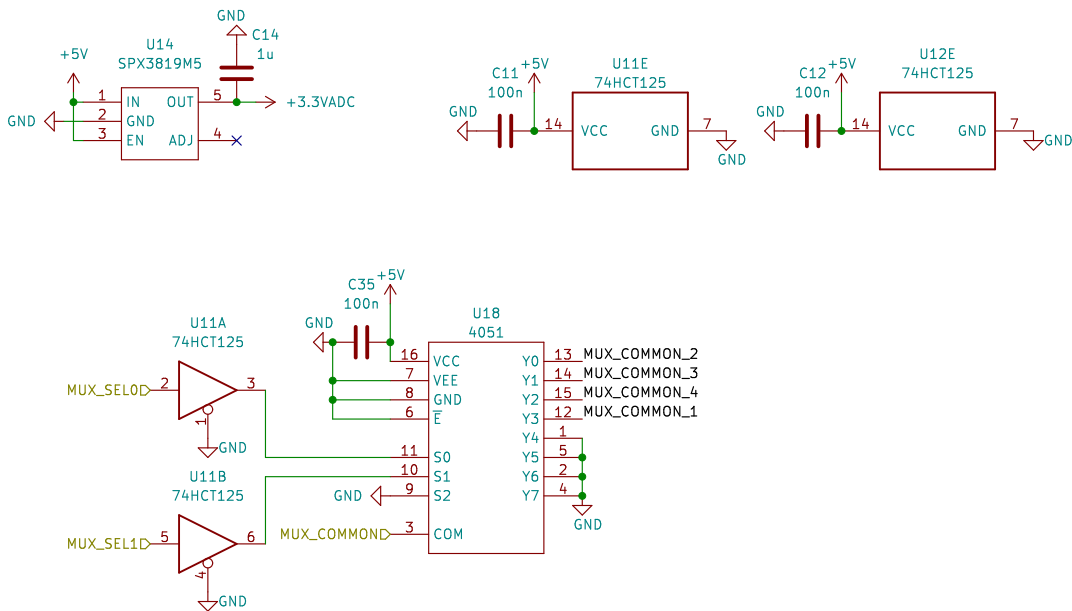 GND
C14
1u
+5V
U14
SPX3819M5
1 IN OUT 5
+3.3VADC
GND
2 GND
3 EN ADJ 4
C11
100n
+5V
U11E
74HCT125
GND
14 VCC GND 7
GND
C12
100n
+5V
U12E
74HCT125
GND
14 VCC GND 7
GND
C35
100n
+5V
GND
U18
4051
16 VCC Y0 13 MUX_COMMON_2
7 VEE Y1 14 MUX_COMMON_3
8 GND Y2 15 MUX_COMMON_4
6 E Y3 12 MUX_COMMON_1
Y4 1
11 S0 Y5 5
10 S1 Y6 2
GND 9 S2 Y7 4
GND
MUX_COMMON 3 COM
U11A
74HCT125
MUX_SEL0 2 3
1
GND
U11B
74HCT125
MUX_SEL1 5 6
4
GND